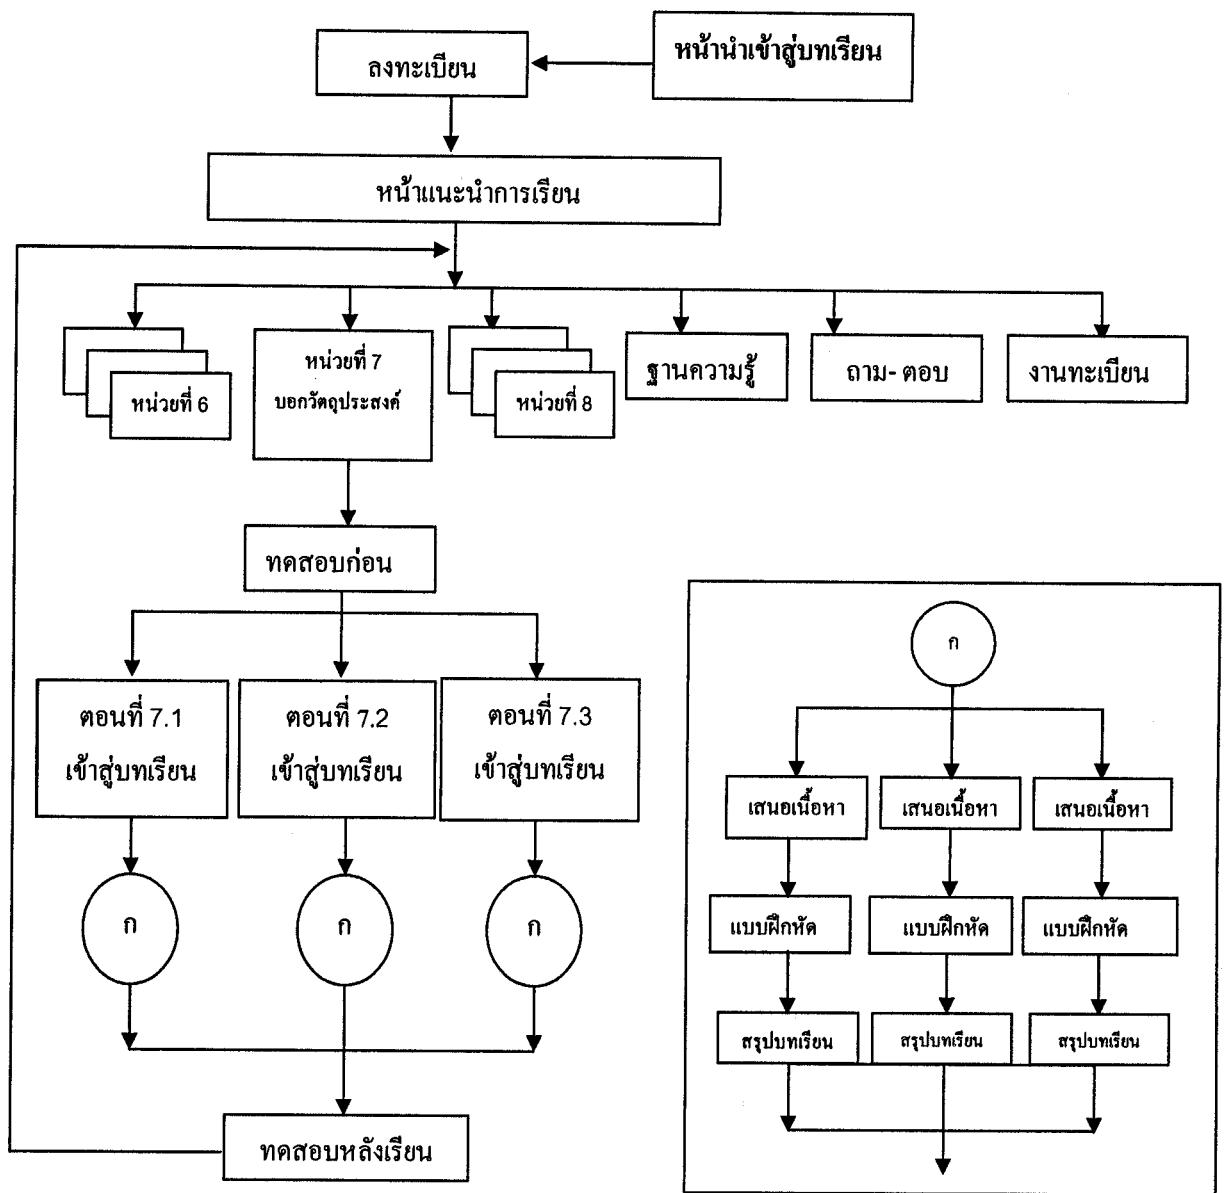 หน้านำเข้าสู่บทเรียน
ลงทะเบียน
หน้าแนะนำการเรียน
หน่วยที่ 6
หน่วยที่ 7
บอกวัตถุประสงค์
หน่วยที่ 8
ฐานความรู้
ถาม- ตอบ
งานทะเบียน
ทดสอบก่อน
ตอนที่ 7.1
เข้าสู่บทเรียน
ตอนที่ 7.2
เข้าสู่บทเรียน
ตอนที่ 7.3
เข้าสู่บทเรียน
ก
ก
ก
ทดสอบหลังเรียน
ก
เสนอเนื้อหา
เสนอเนื้อหา
เสนอเนื้อหา
แบบฝึกหัด
แบบฝึกหัด
แบบฝึกหัด
สรุปบทเรียน
สรุปบทเรียน
สรุปบทเรียน